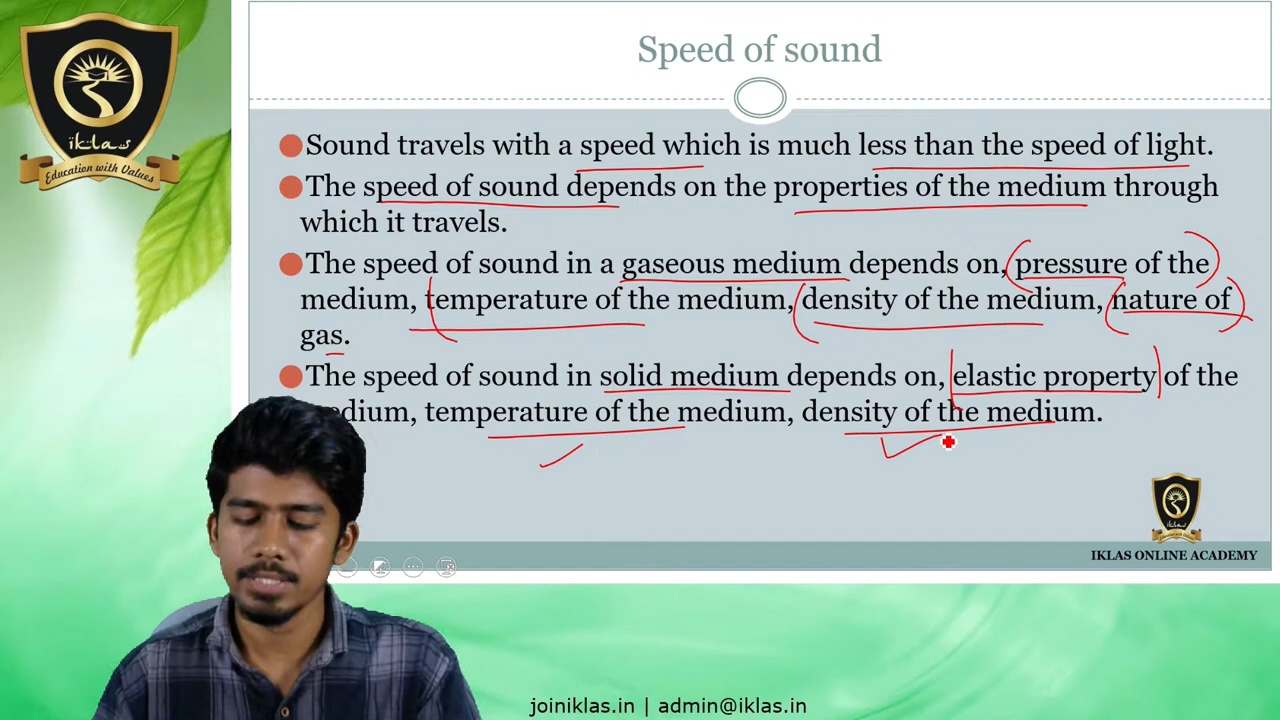 iklas
Education with Values
Speed of sound
Sound travels with a speed which is much less than the speed of light.
The speed of sound depends on the properties of the medium through
which it travels.
The speed of sound in a gaseous medium depends on, pressure of the
medium, temperature of the medium, density of the medium, nature of
gas.
The speed of sound in solid medium depends on, elastic property of the
edium, temperature of the medium, density of the medium.
iklas
IKLAS ONLINE ACADEMY
joiniklas.in | admin@iklas.in